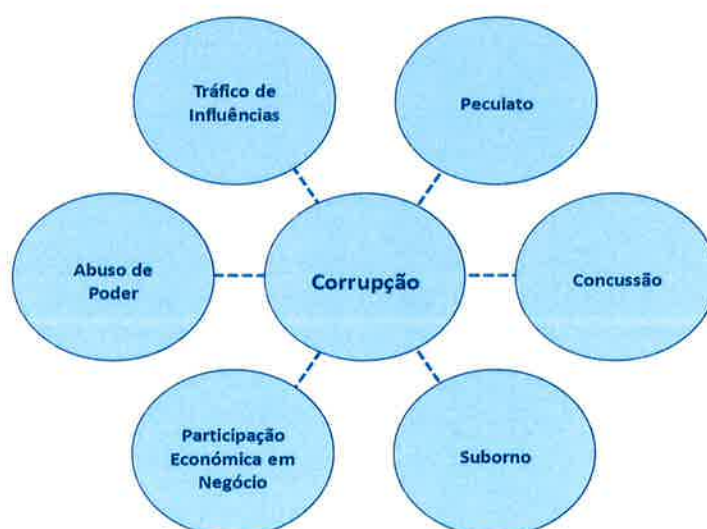 Tráfico de
Influências
Peculato
Abuso de
Poder
Corrupção
Concussão
Participação
Económica em
Negócio
Suborno